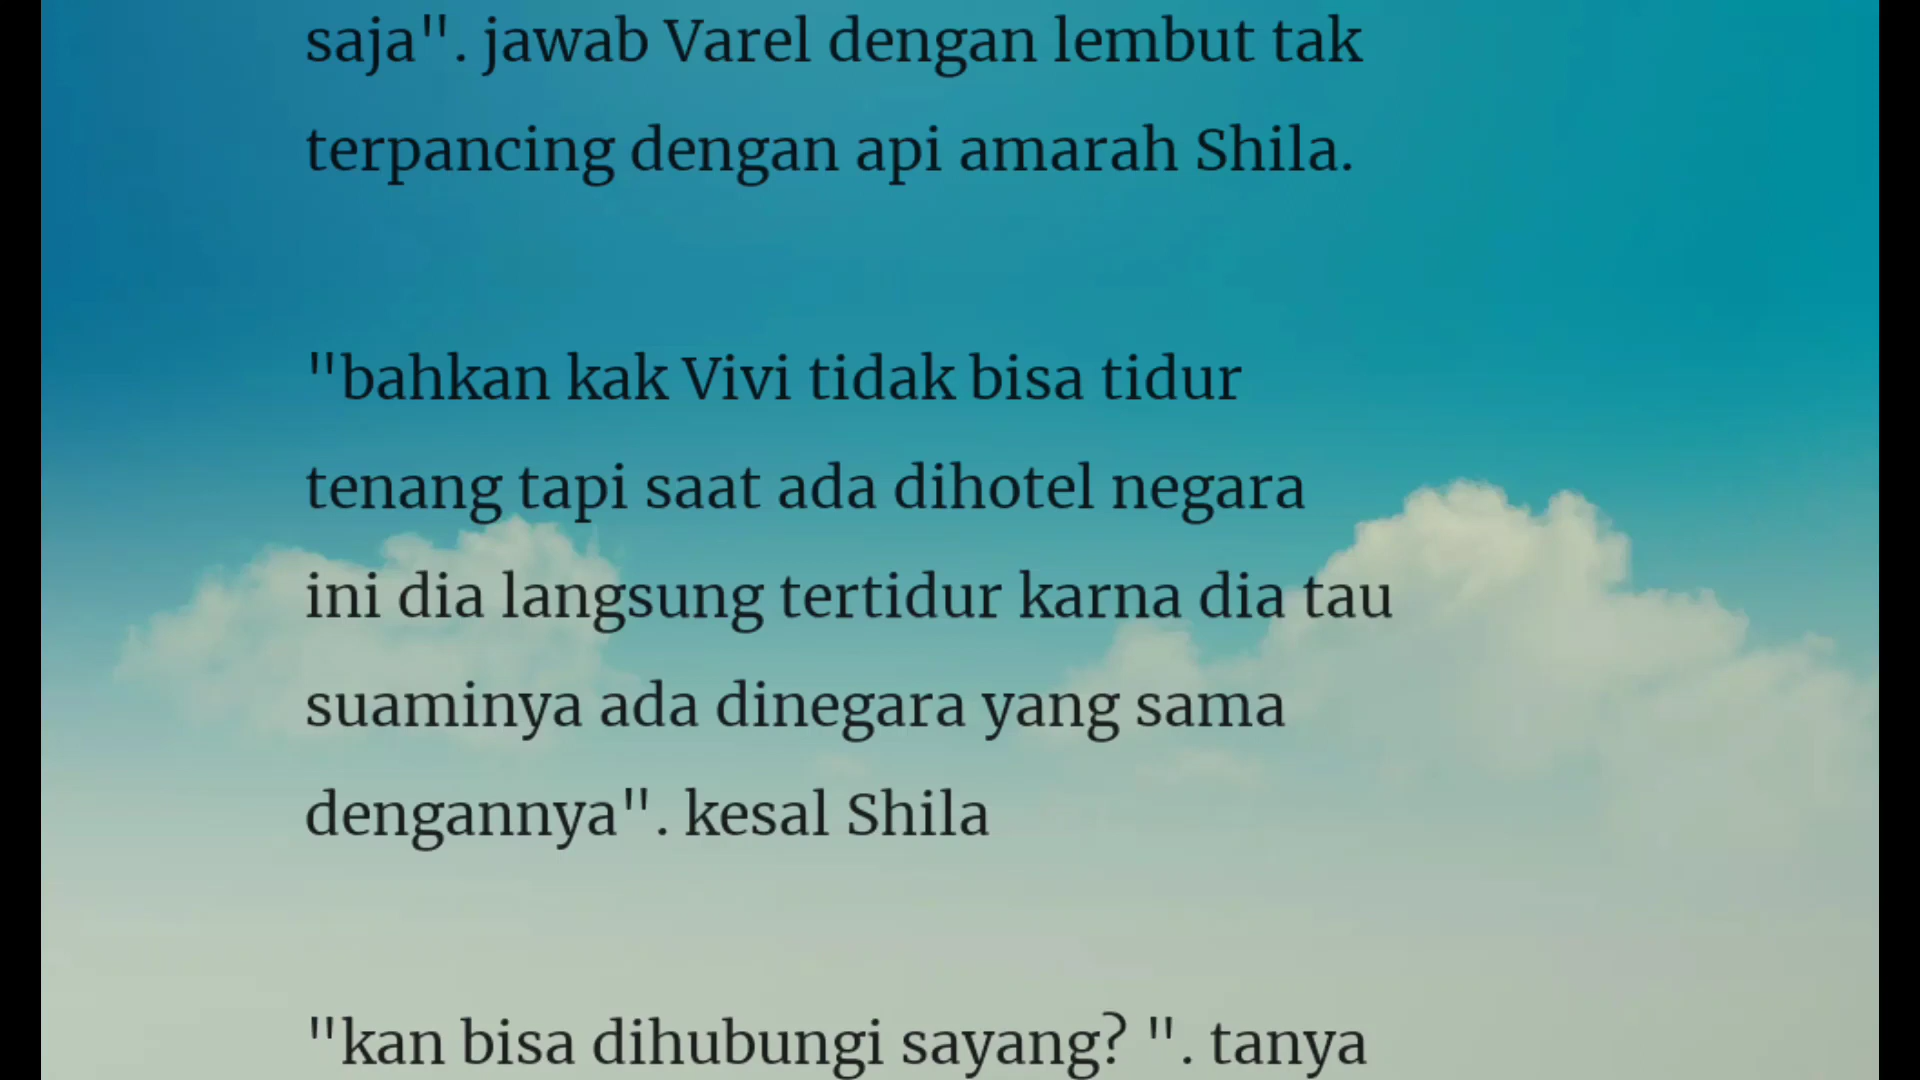 saja". jawab Varel dengan lembut tak
terpancing dengan api amarah Shila.
"bahkan kak Vivi tidak bisa tidur
tenang tapi saat ada dihotel negara
ini dia langsung tertidur karna dia tau
suaminya ada dinegara yang sama
dengannya". kesal Shila
"kan bisa dihubungi sayang? ". tanya